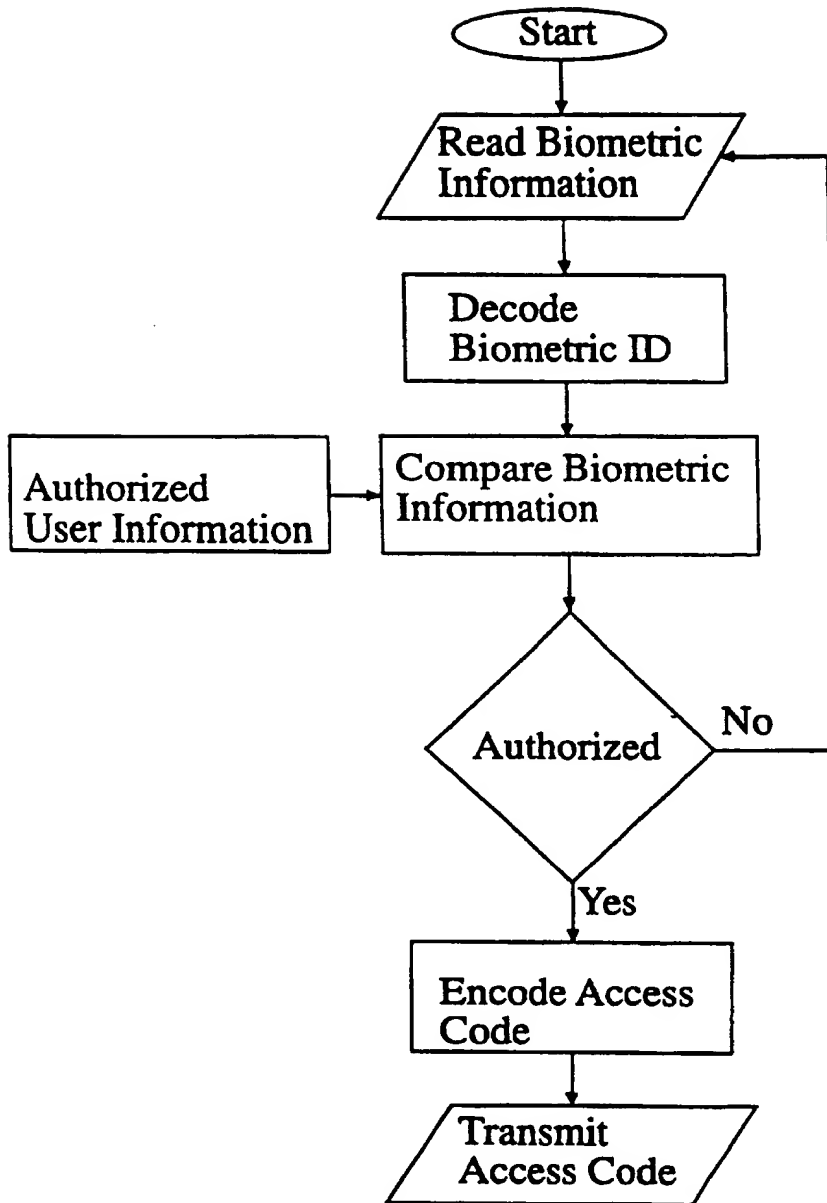 Start
Read Biometric
Information
Decode
Biometric ID
Authorized
User Information
Compare Biometric
Information
Authorized
No
Yes
Encode Access
Code
Transmit
Access Code